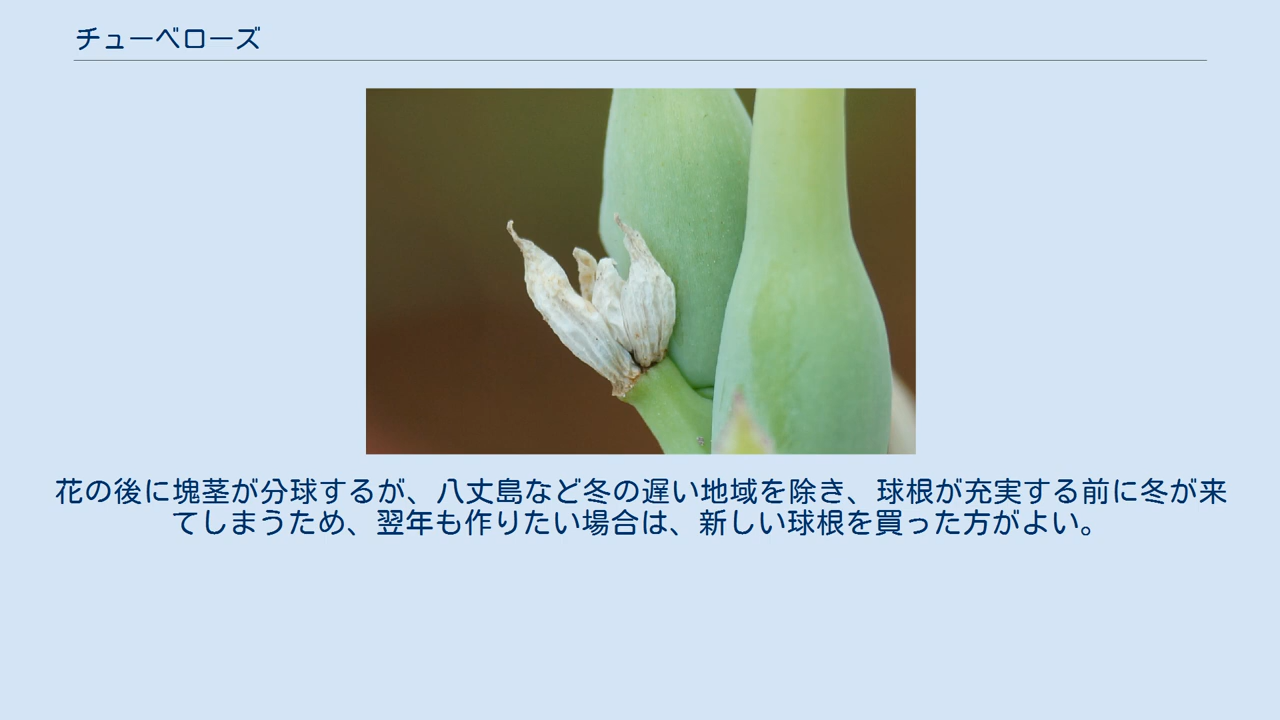 チューベローズ
花の後に塊茎が分球するが、八丈島など冬の遅い地域を除き、球根が充実する前に冬が来
てしまうため、翌年も作りたい場合は、新しい球根を買った方がよい。